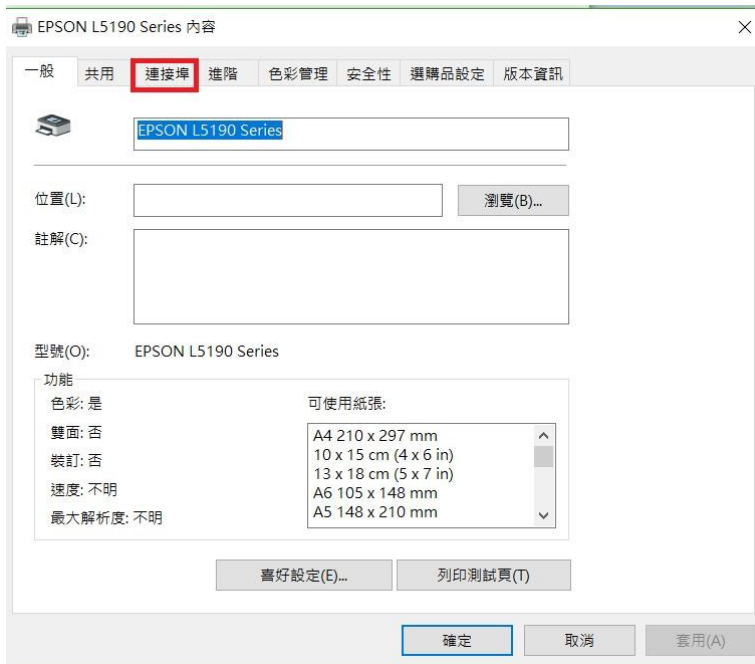 EPSON L5190 Series 內容
一般 共用 連接埠 進階 色彩管理 安全性 選購品設定 版本資訊
EPSON L5190 Series
位置(L):
瀏覽(B)...
註解(C):
型號(O): EPSON L5190 Series
功能
色彩: 是
雙面: 否
裝訂: 否
速度: 不明
最大解析度: 不明
可使用紙張:
A4 210 x 297 mm
10 x 15 cm (4 x 6 in)
13 x 18 cm (5 x 7 in)
A6 105 x 148 mm
A5 148 x 210 mm
喜好設定(E)... 列印測試頁(T)
確定 取消 套用(A)